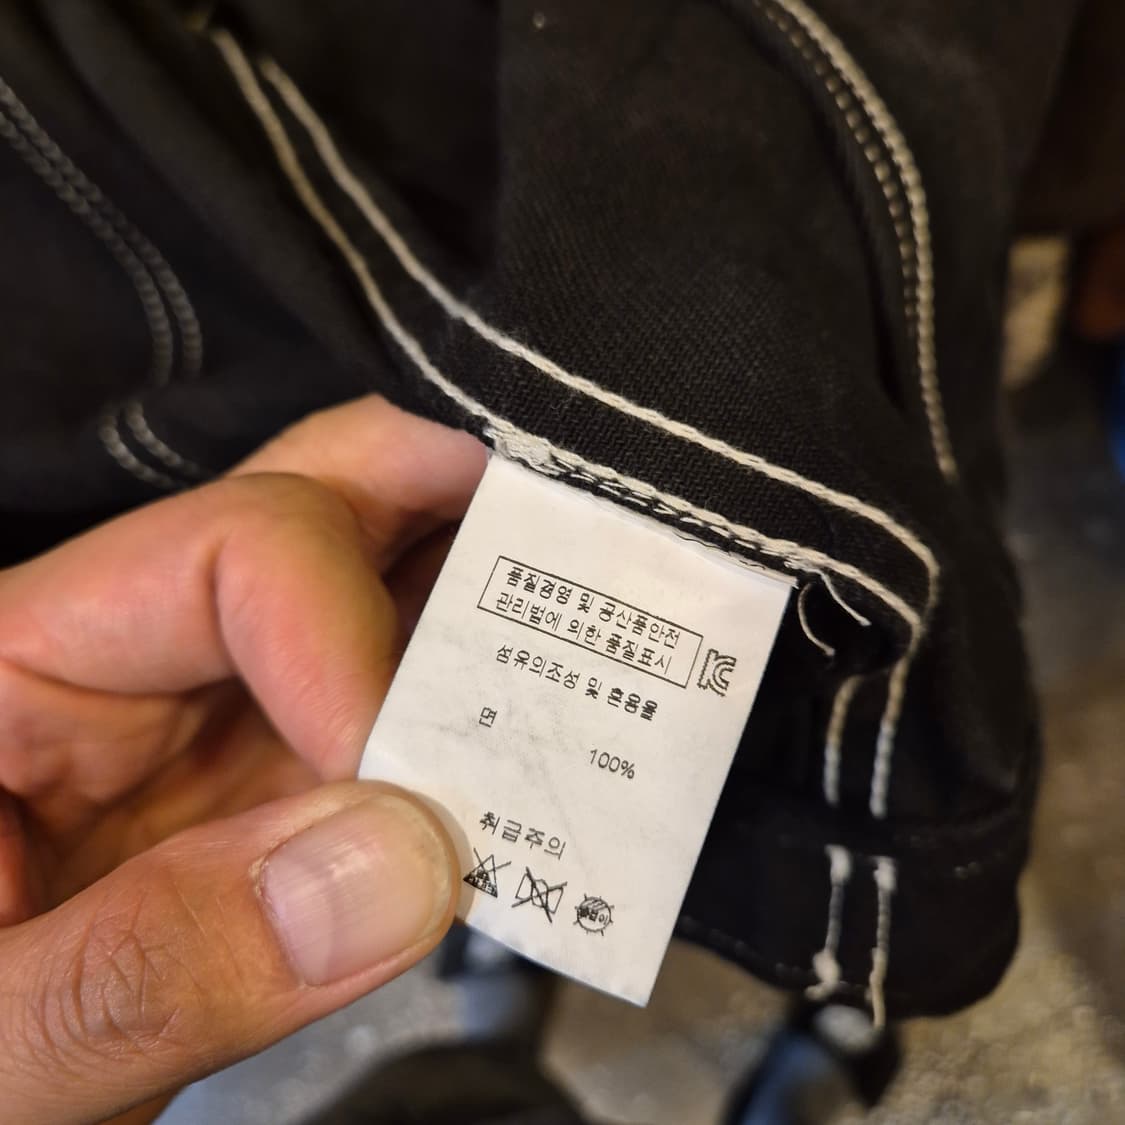 품질경영 및 공산품안전
관리법에 의한 품질표시
섬유의조성 및 혼용율
면
100%
취급주의